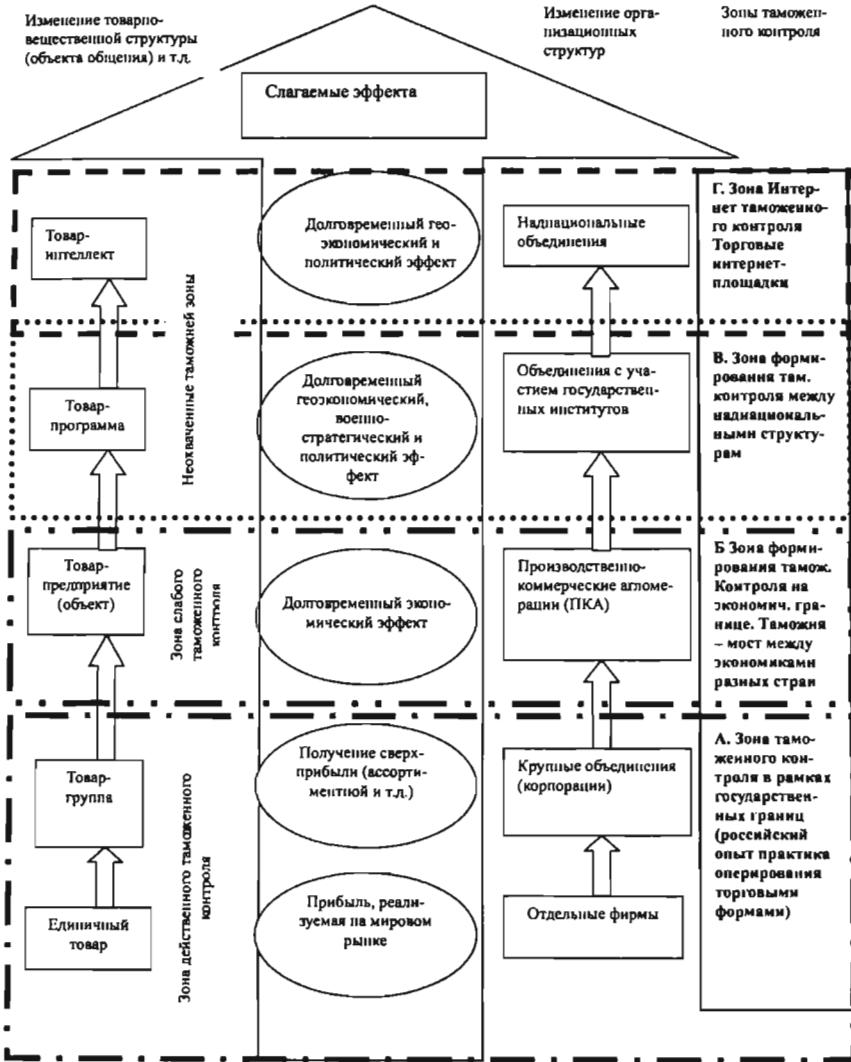 Изменение товарно-
вещественной структуры
(объекта общения) и т.д.
Изменение орга-
низационных
структур
Зоны таможен-
ного контроля
Слагаемые эффекта
Товар-
интеллект
Долговременный гео-
экономический и
политический эффект
Наднациональные
объединения
Г. Зона Интер-
нет таможенно-
го контроля
Торговые
интернет-
площадки
Неохваченные таможней зоны
Товар-
программа
Долговременный
геоэкономический,
военно-
стратегический и
политический эф-
фект
Объединения с уча-
стием государствен-
ных институтов
В. Зона форми-
рования там.
контроля между
наднациональ-
ными структу-
рам
Товар-
предприятие
(объект)
Зона слабого
таможенного
контроля
Долговременный эконо-
мический эффект
Производственно-
коммерческие агломе-
рации (ПКА)
Б Зона форми-
рования тамож.
Контроля на
экономич. гра-
нице. Таможня
– мост между
экономиками
разных стран
Товар-
группа
Получение сверх-
прибыли (ассорти-
ментной и т.д.)
Крупные объединения
(корпорации)
А. Зона тамо-
женного кон-
троля в рамках
государствен-
ных границ
(российский
опыт практика
оперирования
торговыми
формами)
Зона действенного таможенного
контроля
Единичный
товар
Прибыль, реали-
зуемая на мировом
рынке
Отдельные фирмы